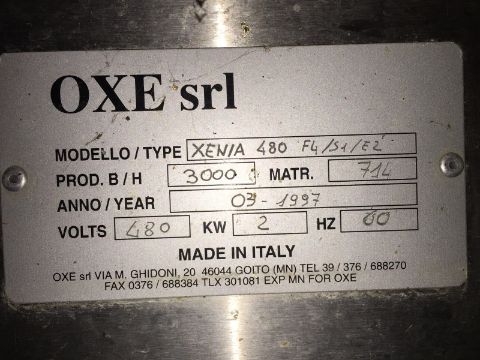 OXE srl
MODELLO / TYPE XENIA 480 F4/S1/E2
PROD. B / H 3000 MATR. 714
ANNO / YEAR 03-1997
VOLTS 480 KW 2 HZ 60
MADE IN ITALY
OXE srl VIA M. GHIDONI, 20 46044 GOITO (MN) TEL 39 / 376 / 688270
FAX 0376 / 688384 TLX 301081 EXP MN FOR OXE